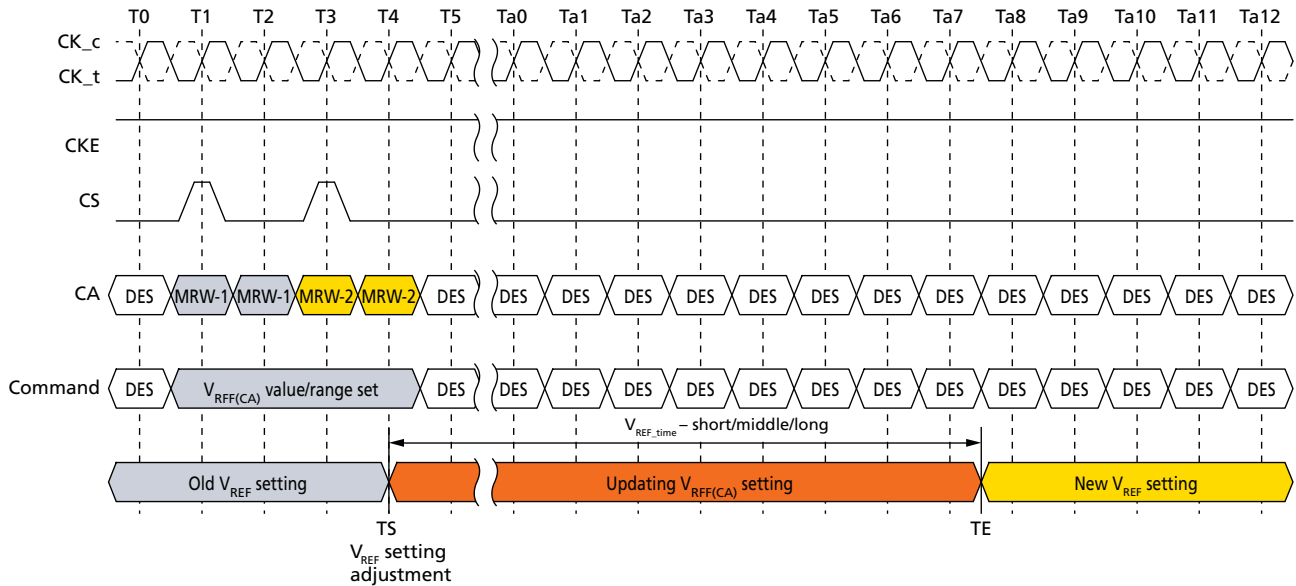 T0 T1 T2 T3 T4 T5 Ta0 Ta1 Ta2 Ta3 Ta4 Ta5 Ta6 Ta7 Ta8 Ta9 Ta10 Ta11 Ta12
CK_c
CK_t
CKE
CS
CA DES MRW-1 MRW-1 MRW-2 MRW-2 DES DES DES DES DES DES DES DES DES DES DES DES DES DES
Command DES VRFF(CA) value/range set DES DES DES DES DES DES DES DES DES DES DES DES DES DES
VREF_time – short/middle/long
Old VREF setting Updating VRFF(CA) setting New VREF setting
TS TE
VREF setting
adjustment